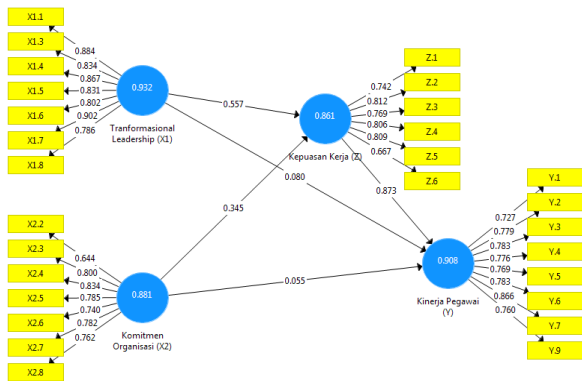 X1.1
X1.3
X1.4
X1.5
X1.6
X1.7
X1.8
0.884
0.834
0.867
0.831
0.802
0.902
0.786
0.932
Tranformasional
Leadership (X1)
0.557
0.080
0.345
0.055
0.873
0.861
Kepuasan Kerja (Z)
0.742
0.812
0.769
0.806
0.809
0.667
Z.1
Z.2
Z.3
Z.4
Z.5
Z.6
X2.2
X2.3
X2.4
X2.5
X2.6
X2.7
X2.8
0.644
0.800
0.834
0.785
0.740
0.782
0.762
0.881
Komitmen
Organisasi (X2)
0.908
Kinerja Pegawai
(Y)
0.727
0.779
0.783
0.776
0.769
0.783
0.866
0.760
Y.1
Y.2
Y.3
Y.4
Y.5
Y.6
Y.7
Y.9